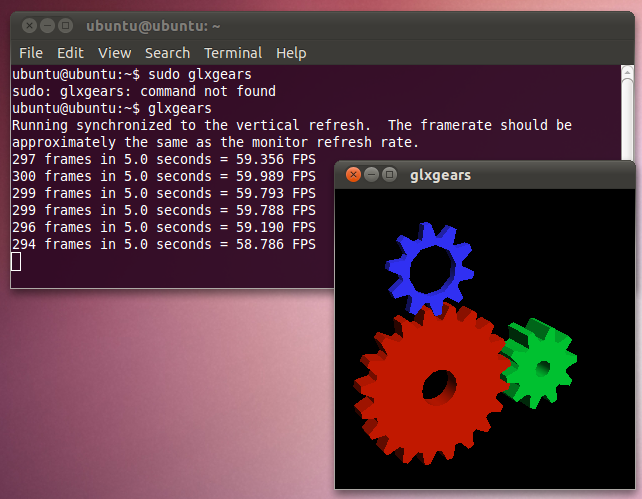 ubuntu@ubuntu: ~
File Edit View Search Terminal Help
ubuntu@ubuntu:~$ sudo glxgears
sudo: glxgears: command not found
ubuntu@ubuntu:~$ glxgears
Running synchronized to the vertical refresh.  The framerate should be
approximately the same as the monitor refresh rate.
297 frames in 5.0 seconds = 59.356 FPS
300 frames in 5.0 seconds = 59.989 FPS
299 frames in 5.0 seconds = 59.793 FPS
299 frames in 5.0 seconds = 59.788 FPS
296 frames in 5.0 seconds = 59.190 FPS
294 frames in 5.0 seconds = 58.786 FPS
glxgears